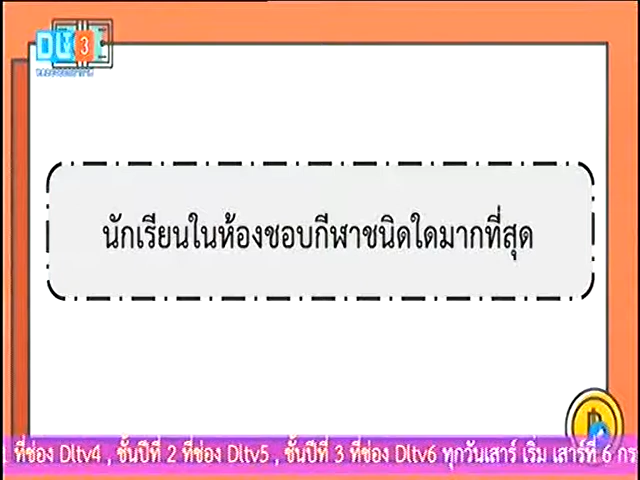 DLTV 3
นักเรียนในห้องชอบกีฬาชนิดใดมากที่สุด
ที่ช่อง Dltv4 , ชั้นปีที่ 2 ที่ช่อง Dltv5 , ชั้นปีที่ 3 ที่ช่อง Dltv6 ทุกวันเสาร์ เริ่ม เสาร์ที่ 6 กร